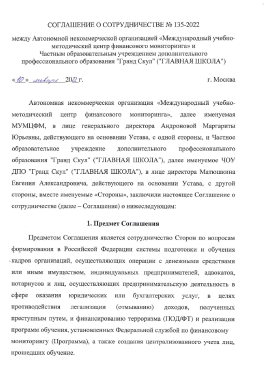 СОГЛАШЕНИЕ О СОТРУДНИЧЕСТВЕ № 135-2022
между Автономной некоммерческой организацией «Международный учебно-
методический центр финансового мониторинга» и
Частным образовательным учреждением дополнительного
профессионального образования "Гранд Скул" ("ГЛАВНАЯ ШКОЛА")
г. Москва
Автономная некоммерческая организация «Международный учебно-
методический центр финансового мониторинга», далее именуемая
МУМЦФМ, в лице генерального директора Андроновой Маргариты
Юрьевны, действующего на основании Устава, с одной стороны, и Частное
образовательное учреждение дополнительного профессионального
образования "Гранд Скул" ("ГЛАВНАЯ ШКОЛА"), далее именуемое ЧОУ
ДПО "Гранд Скул" ("ГЛАВНАЯ ШКОЛА"), в лице директора Матюшкина
Евгения Александровича, действующего на основании Устава, с другой
стороны, вместе именуемые «Стороны», заключили настоящее Соглашение о
сотрудничестве (далее – Соглашение) о нижеследующем:
1. Предмет Соглашения
Предметом Соглашения является сотрудничество Сторон по вопросам
формирования в Российской Федерации системы подготовки и обучения
кадров организаций, осуществляющих операции с денежными средствами
или иным имуществом, индивидуальных предпринимателей, адвокатов,
нотариусов и лиц, осуществляющих предпринимательскую деятельность в
сфере оказания юридических или бухгалтерских услуг, в целях
противодействия легализации (отмыванию) доходов, полученных
преступным путем, и финансированию терроризма (ПОД/ФТ) и реализация
программ обучения, установленных Федеральной службой по финансовому
мониторингу (Программа), а также создания централизованного учета лиц,
прошедших обучение.